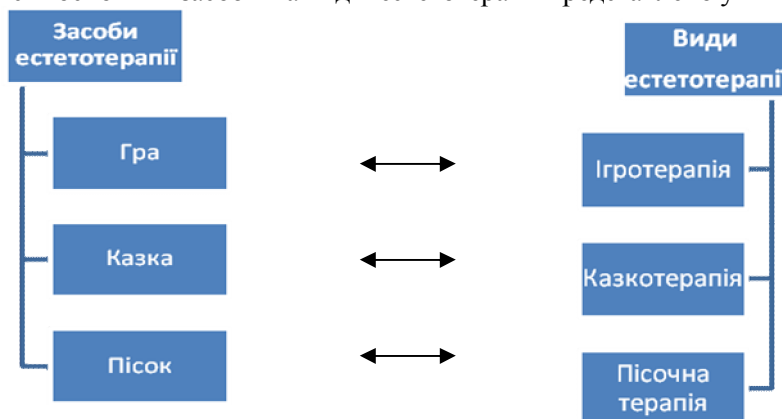 Засоби
естетотерапії
Види
естетотерапії
Гра
Ігротерапія
Казка
Казкотерапія
Пісок
Пісочна
терапія